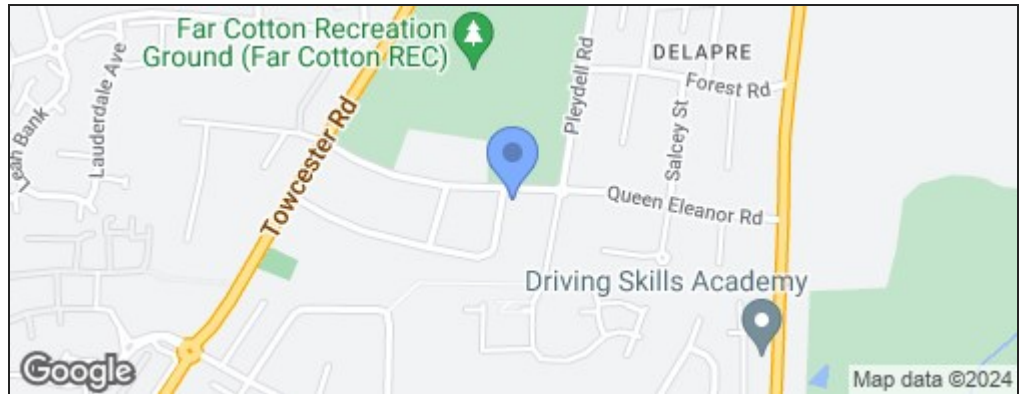 Far Cotton Recreation
Ground (Far Cotton REC)
DELAPRE
Forest Rd
Pleydell Rd
Salcey St
Lauderdale Ave
Leah Bank
Towcester Rd
Queen Eleanor Rd
Driving Skills Academy
Google
Map data ©2024